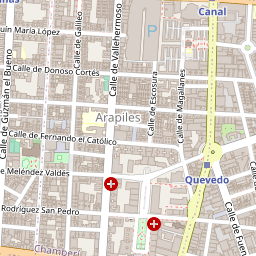 Canal
uín María López
Calle de Galileo
Calle de Vallehermoso
Calle de Guzmán el Bueno
Calle de Donoso Cortés
Calle de Escosura
Calle de Magallanes
Arapiles
Calle de Fernando el Católico
e Meléndez Valdés
Quevedo
Rodríguez San Pedro
Calle de Fuen
Chamberí